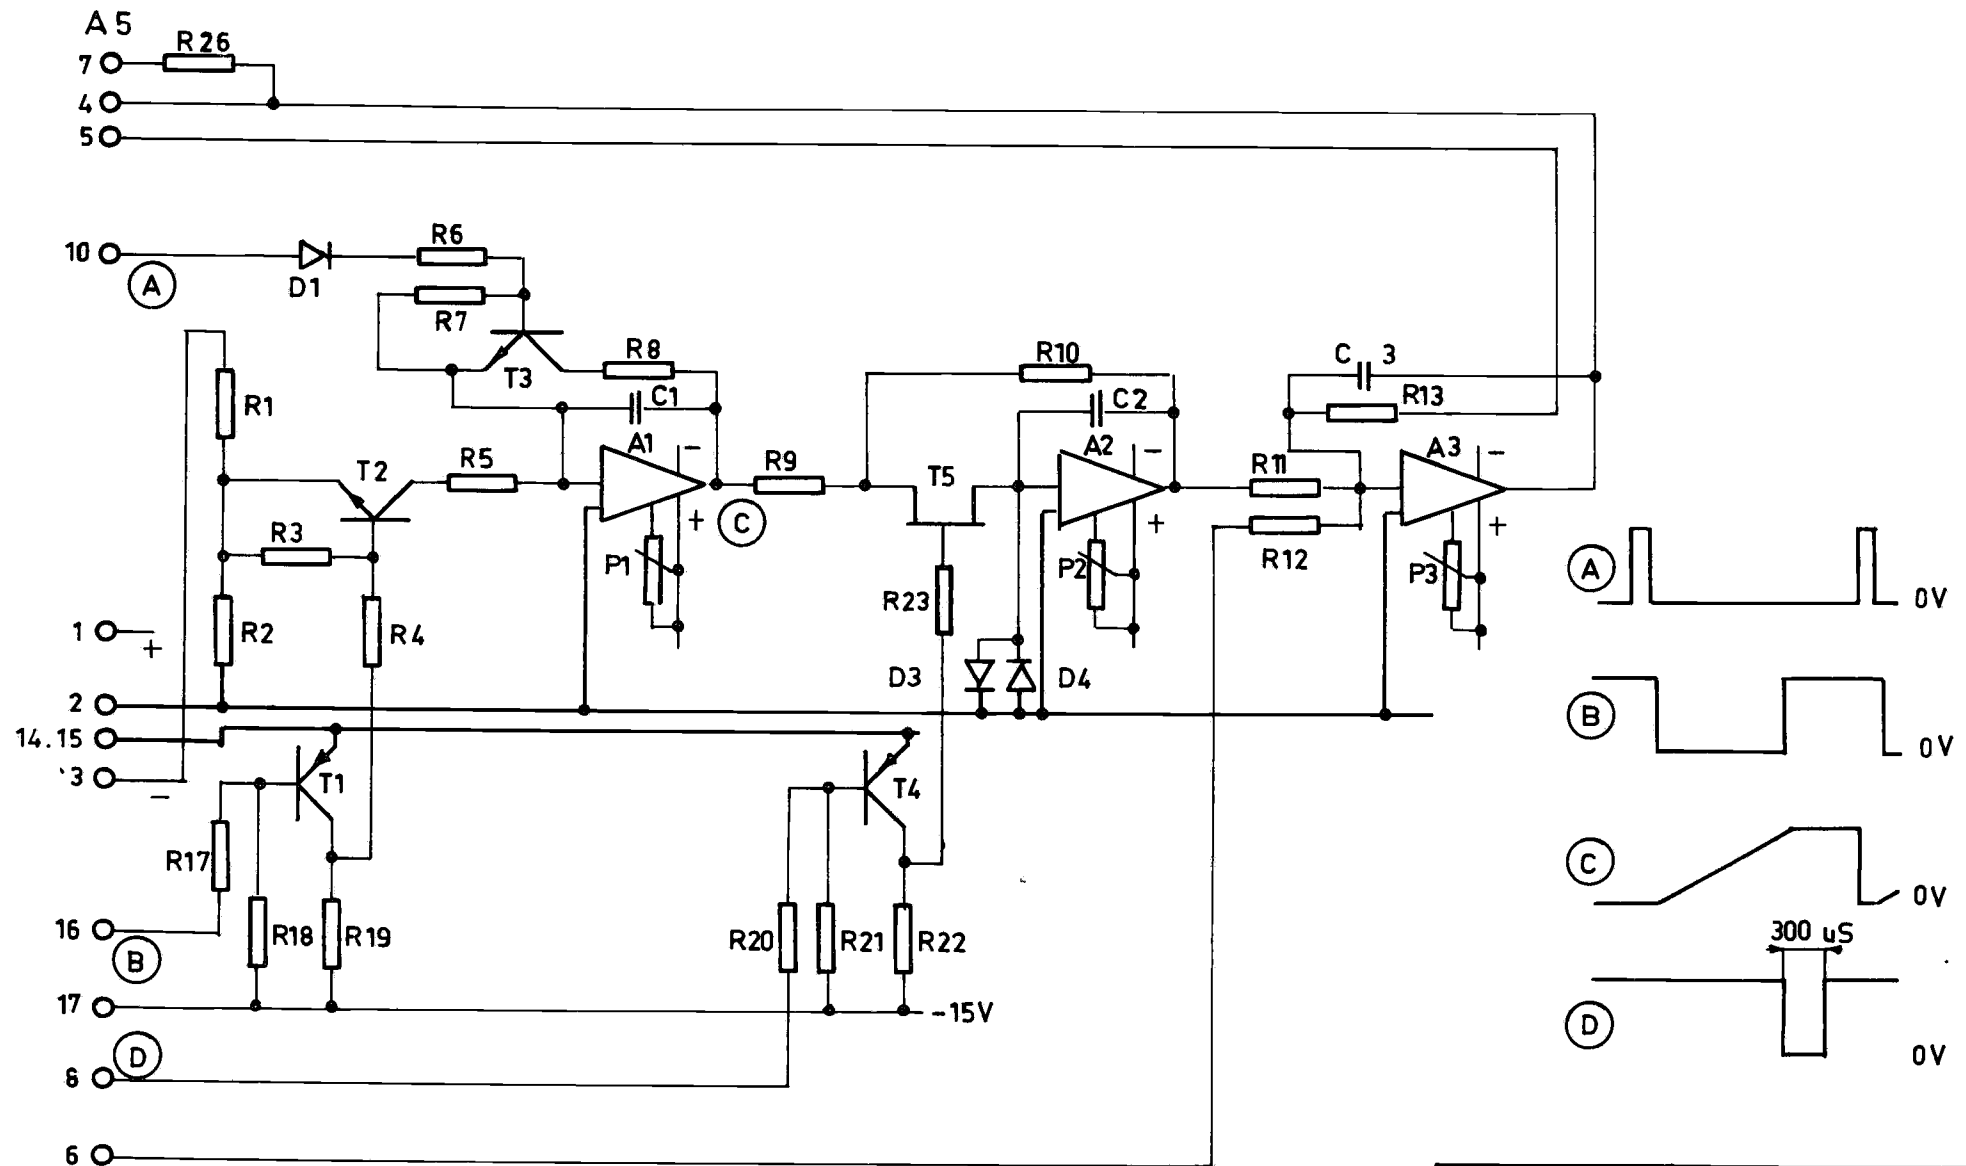 A 5
7
R26
4
5
10
A
D1
R6
R7
T3
R8
C1
R1
T2
R5
A1
−
+
C
R9
R10
C2
T5
A2
−
+
R11
R12
C 3
R13
A3
−
+
R3
P1
P2
P3
R23
R2
R4
1
+
2
D3
D4
14.15
'3
−
T1
T4
R17
16
B
R18
R19
R20
R21
R22
17
-15V
D
8
6
A
0V
B
0V
C
0V
300 uS
D
0V